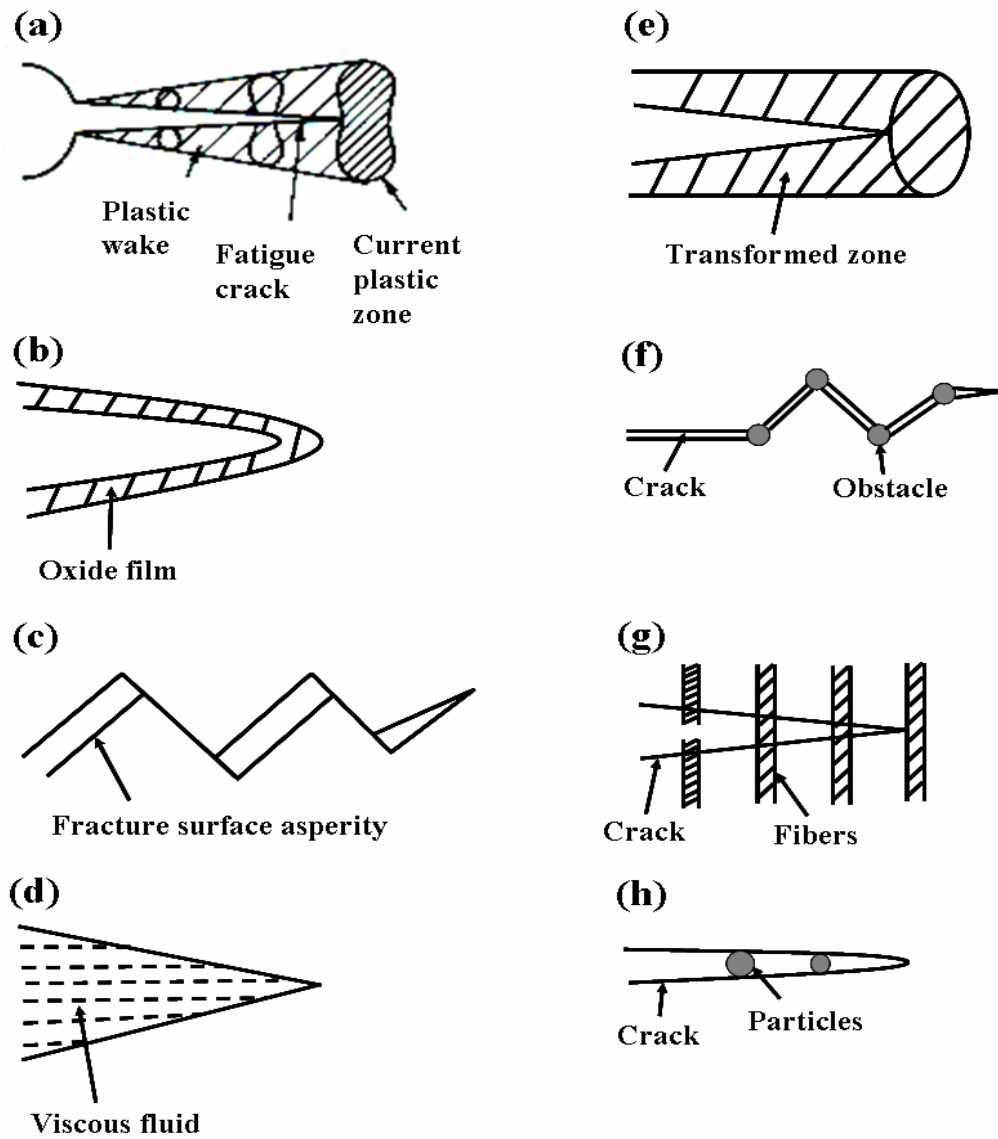 (a)
Plastic
wake
Fatigue
crack
Current
plastic
zone
(b)
Oxide film
(c)
Fracture surface asperity
(d)
Viscous fluid
(e)
Transformed zone
(f)
Crack
Obstacle
(g)
Crack
Fibers
(h)
Crack
Particles